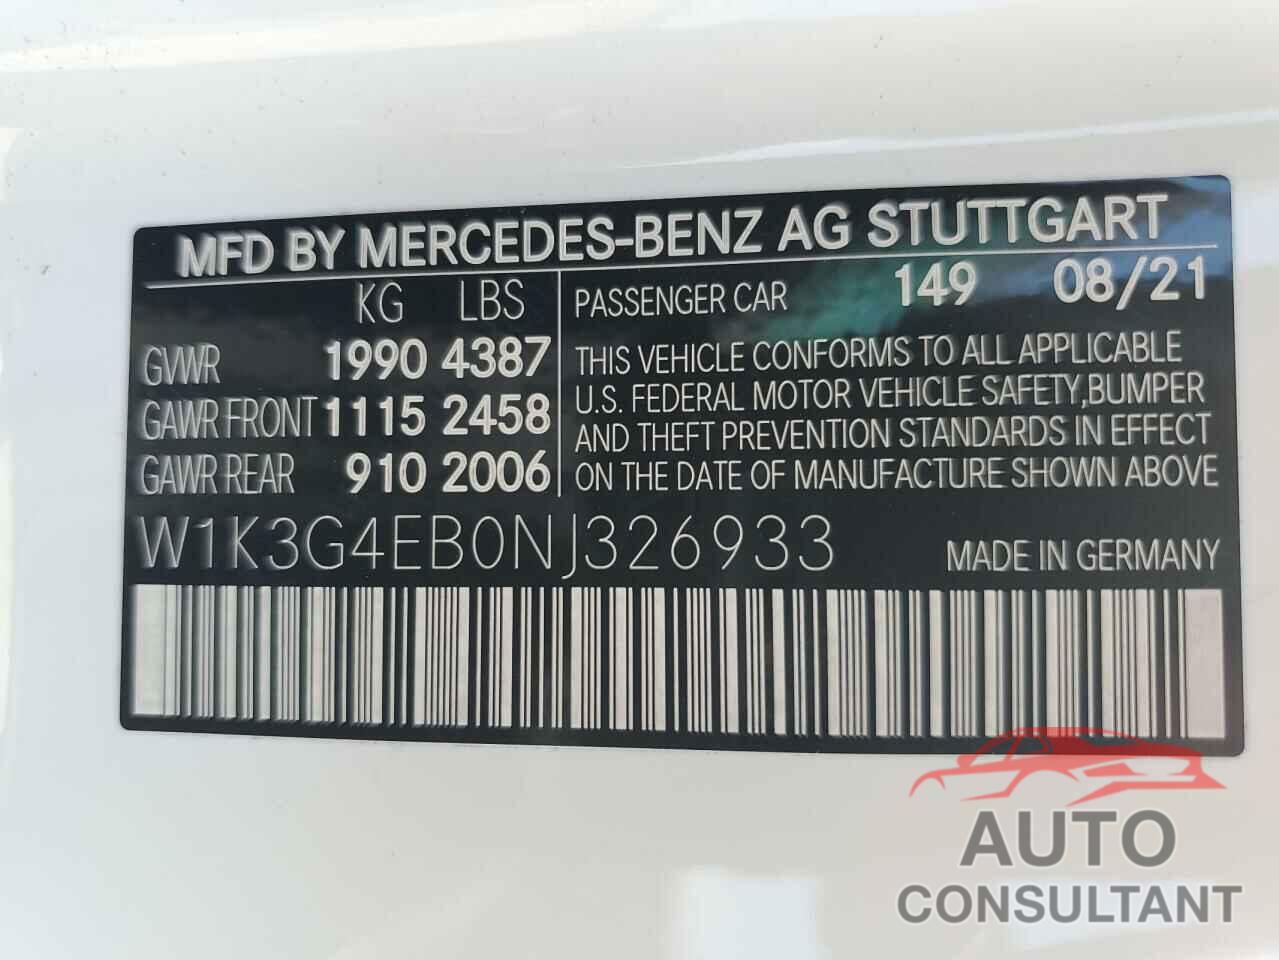 MFD BY MERCEDES-BENZ AG STUTTGART
KG LBS
GVWR 1990 4387
GAWR FRONT 1115 2458
GAWR REAR 910 2006
PASSENGER CAR 149 08/21
THIS VEHICLE CONFORMS TO ALL APPLICABLE
U.S. FEDERAL MOTOR VEHICLE SAFETY,BUMPER
AND THEFT PREVENTION STANDARDS IN EFFECT
ON THE DATE OF MANUFACTURE SHOWN ABOVE
W1K3G4EB0NJ326933 MADE IN GERMANY
AUTO
CONSULTANT